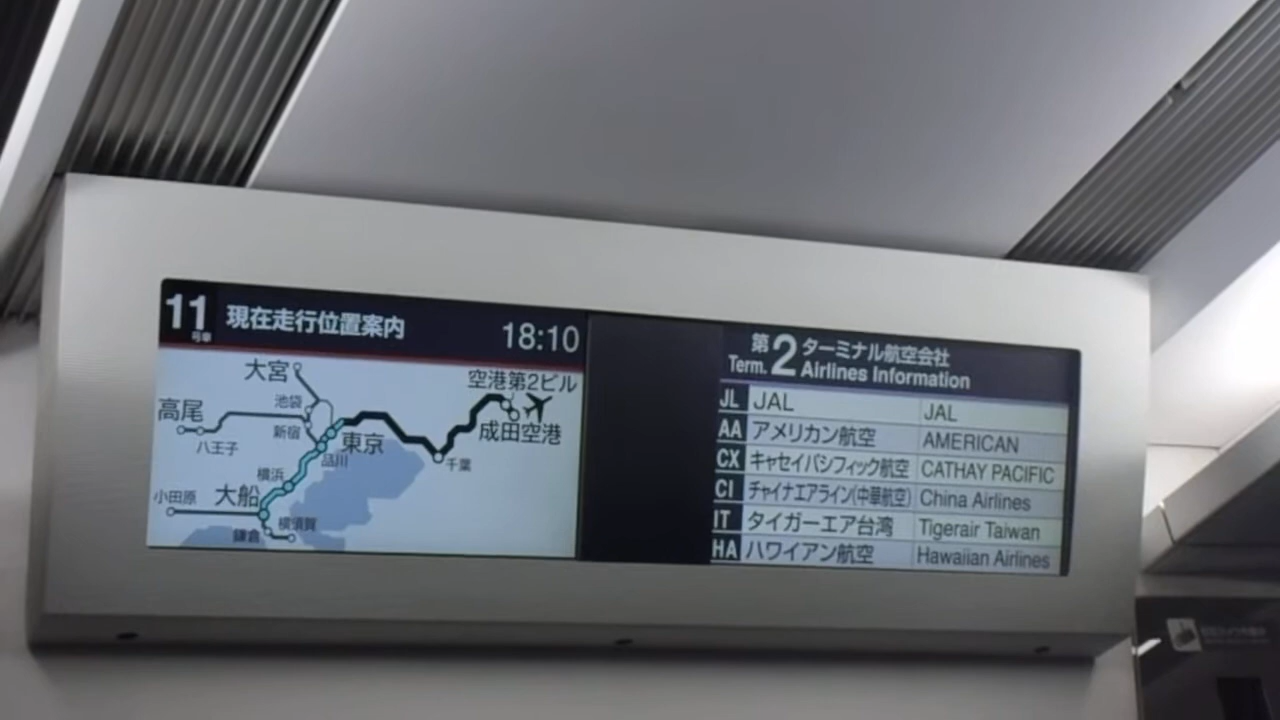 11
号車
現在走行位置案内
18:10
大宮
空港第2ビル
池袋
高尾
成田空港
新宿
東京
八王子
品川
千葉
横浜
小田原
大船
横須賀
鎌倉
第2ターミナル航空会社
Term. Airlines Information
JL JAL JAL
AA アメリカン航空 AMERICAN
CX キャセイパシフィック航空 CATHAY PACIFIC
CI チャイナエアライン(中華航空) China Airlines
IT タイガーエア台湾 Tigerair Taiwan
HA ハワイアン航空 Hawaiian Airlines